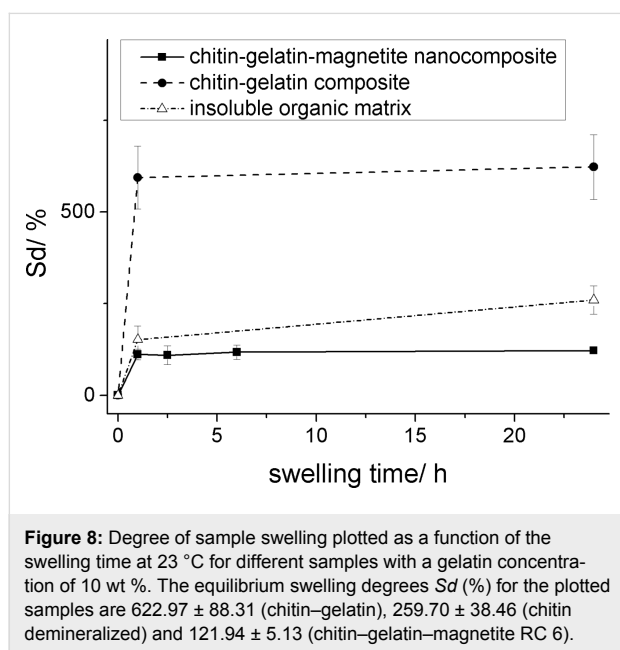 chitin-gelatin-magnetite nanocomposite
chitin-gelatin composite
insoluble organic matrix
Sd/ %
500
0
0 5 10 15 20
swelling time/ h
Figure 8: Degree of sample swelling plotted as a function of the
swelling time at 23 °C for different samples with a gelatin concentra-
tion of 10 wt %. The equilibrium swelling degrees Sd (%) for the plotted
samples are 622.97 ± 88.31 (chitin–gelatin), 259.70 ± 38.46 (chitin
demineralized) and 121.94 ± 5.13 (chitin–gelatin–magnetite RC 6).